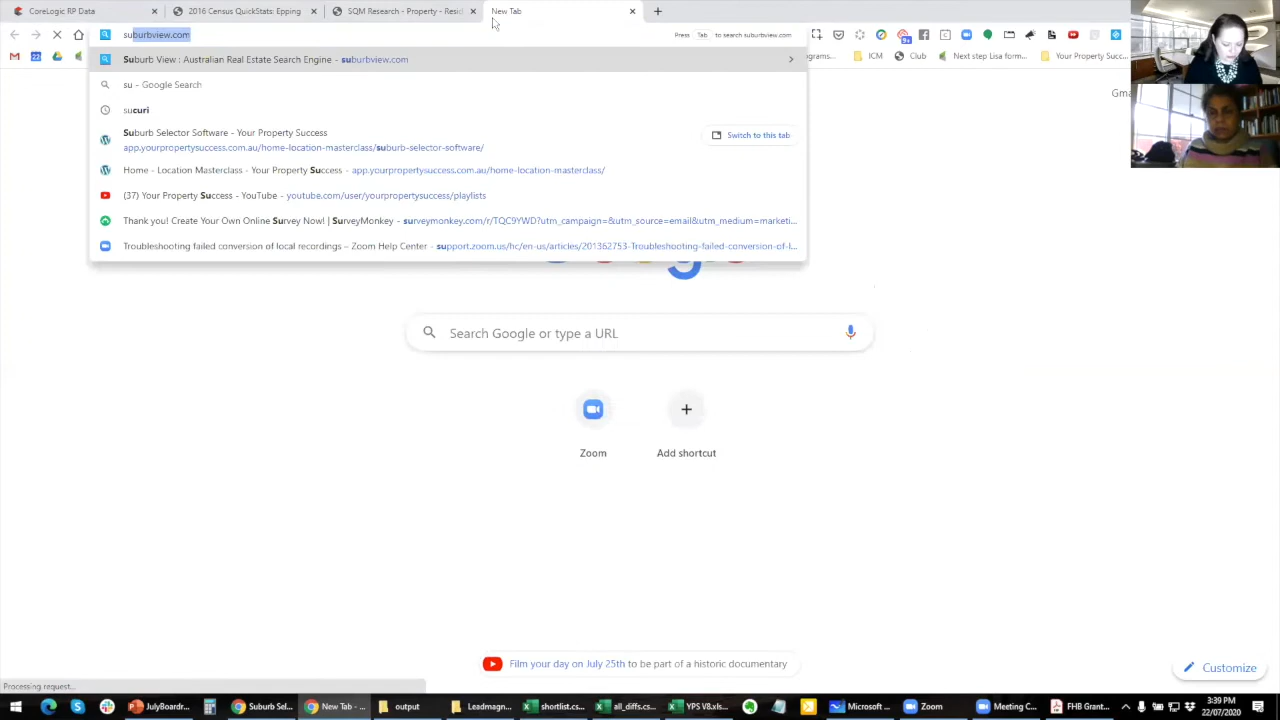 CoreLogic RP Data
2016 Census QuickStats: Epping
SQM Research - Property - Resid
New Tab
suburbview.com
Press Tab to search suburbview.com
Suburb View : Australian Real Estate Search Engine - suburbview.com
grams...
ICM
Club
Next step Lisa form...
Your Property Succ...
su - Google Search
Gma
sucuri
Suburb Selector Software - Your Property Success
app.yourpropertysuccess.com.au/home-location-masterclass/suburb-selector-software/
Switch to this tab
Home - Location Masterclass - Your Property Success - app.yourpropertysuccess.com.au/home-location-masterclass/
(37) Your Property Success - YouTube - youtube.com/user/yourpropertysuccess/playlists
Thank you! Create Your Own Online Survey Now! | SurveyMonkey - surveymonkey.com/r/TQC9YWD?utm_campaign=&utm_source=email&utm_medium=marketi...
Troubleshooting failed conversion of local recordings – Zoom Help Center - support.zoom.us/hc/en-us/articles/201362753-Troubleshooting-failed-conversion-of-l...
Search Google or type a URL
Zoom
Add shortcut
Film your day on July 25th to be part of a historic documentary
Customize
Processing request...
JulyBoardr...
Suburb Sel...
New Tab - ...
output
Leadmagn...
shortlist.cs...
all_diffs.cs...
YPS V8.xls...
Microsoft ...
Zoom
Meeting C...
FHB Grant...
3:39 PM
22/07/2020